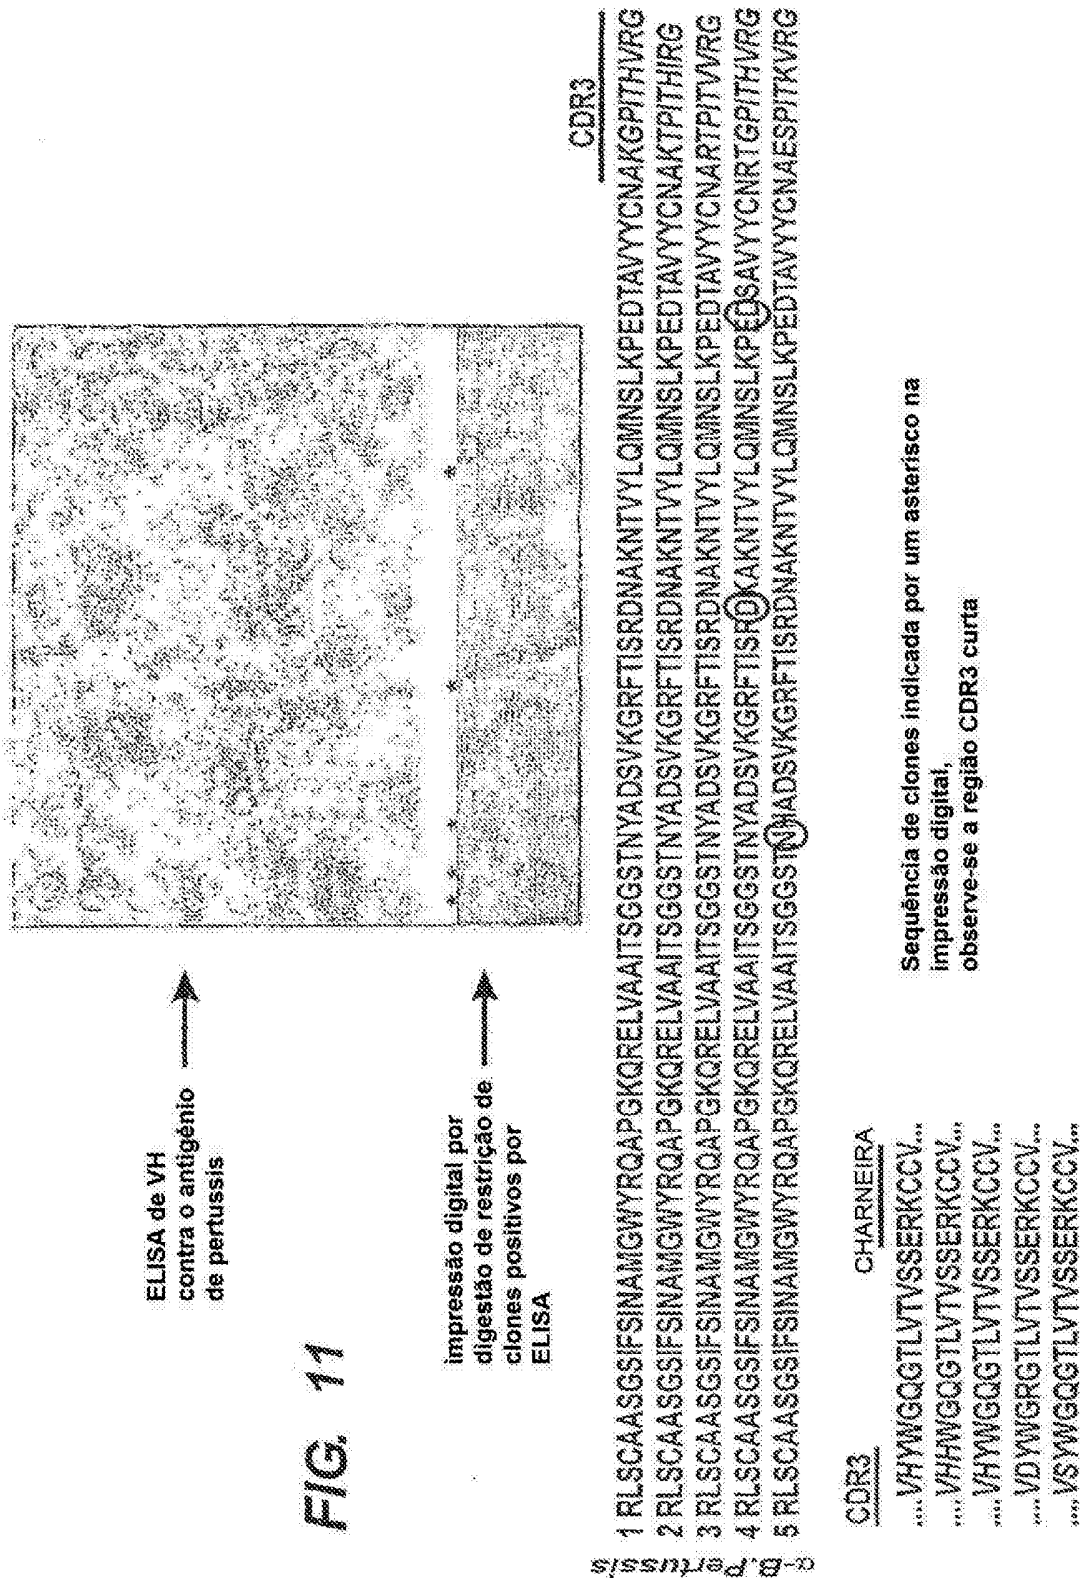 FIG. 11
ELISA de VH
contra o antigénio
de pertussis
impressão digital por
digestão de restrição de
clones positivos por
ELISA
* * * *
CDR3
α-B.Pertussis
1 RLSCAASGSIFSINAMGWYRQAPGKQRELVAAITSGGSTNYADSVKGRFTISRDNAKNTVYLQMNSLKPEDTAVYYCNAKGPITHVRG
2 RLSCAASGSIFSINAMGWYRQAPGKQRELVAAITSGGSTNYADSVKGRFTISRDNAKNTVYLQMNSLKPEDTAVYYCNAKTPITHIRG
3 RLSCAASGSIFSINAMGWYRQAPGKQRELVAAITSGGSTNYADSVKGRFTISRDNAKNTVYLQMNSLKPEDTAVYYCNARTPITVVRG
4 RLSCAASGSIFSINAMGWYRQAPGKQRELVAAITSGGSTNYADSVKGRFTISRDKAKNTVYLQMNSLKPEDSAVYYCNRTGPITHVRG
5 RLSCAASGSIFSINAMGWYRQAPGKQRELVAAITSGGSTNHADSVKGRFTISRDNAKNTVYLQMNSLKPEDTAVYYCNAESPITKVRG
CDR3 CHARNEIRA
....VHYWGQGTLVTVSSERKCCV...
....VHHWGQGTLVTVSSERKCCV...
....VHYWGQGTLVTVSSERKCCV...
....VDYWGRGTLVTVSSERKCCV...
....VSYWGQGTLVTVSSERKCCV...
Sequência de clones indicada por um asterisco na
impressão digital,
observe-se a região CDR3 curta